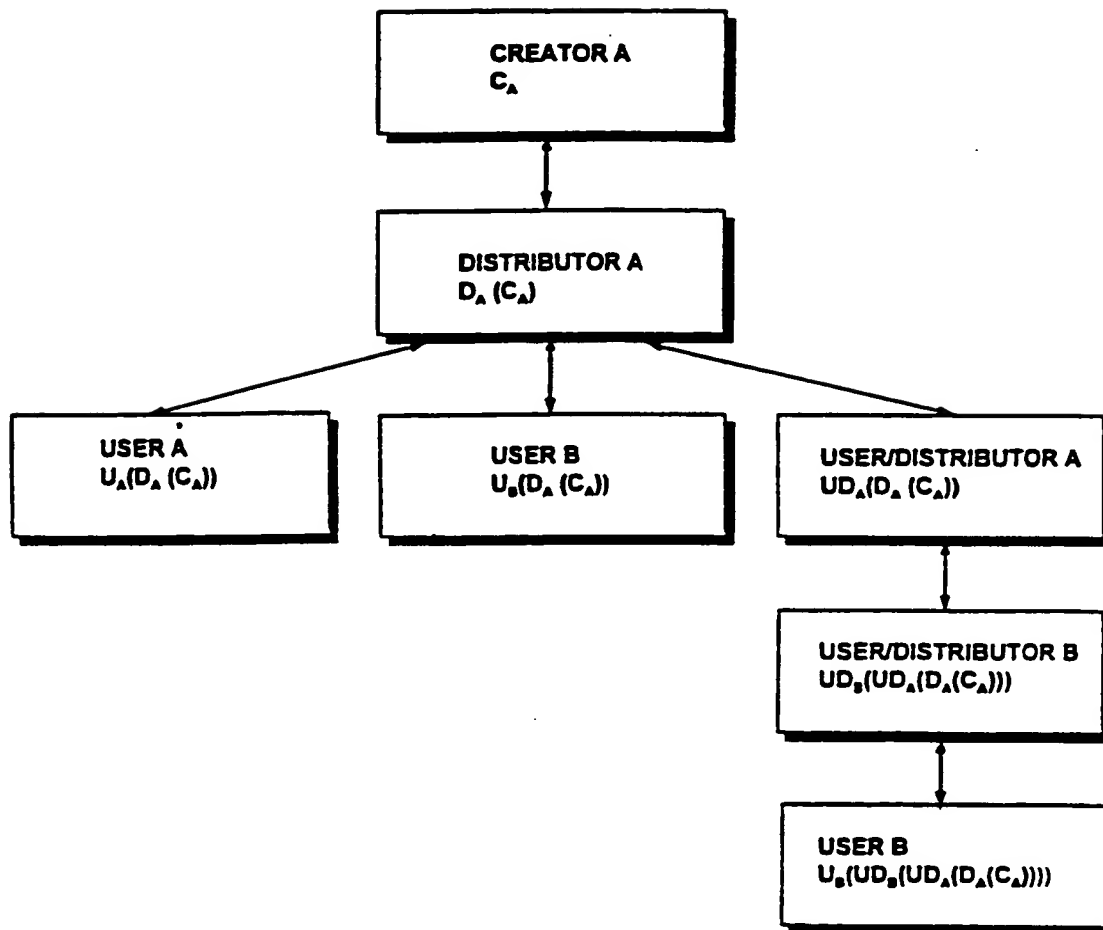 CREATOR A
C_A
DISTRIBUTOR A
D_A (C_A)
USER A
U_A(D_A (C_A))
USER B
U_B(D_A (C_A))
USER/DISTRIBUTOR A
UD_A(D_A (C_A))
USER/DISTRIBUTOR B
UD_B(UD_A(D_A(C_A)))
USER B
U_B(UD_B(UD_A(D_A(C_A))))